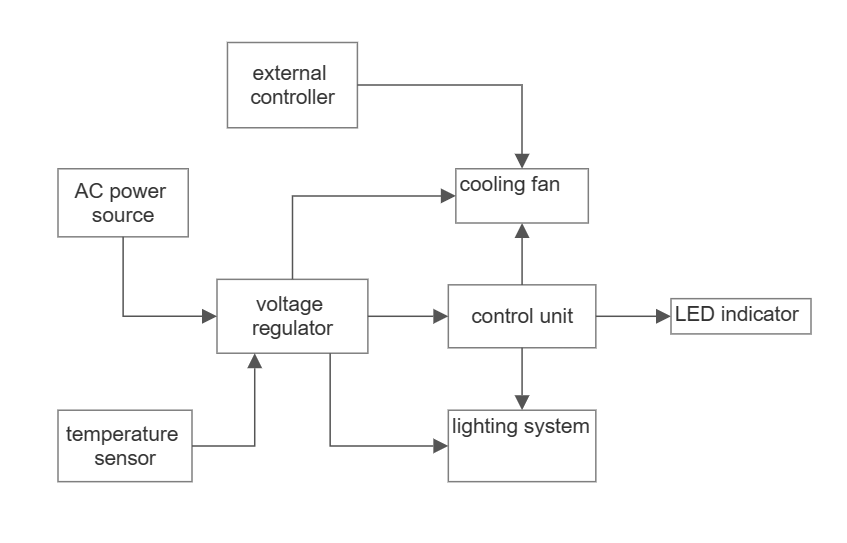 external
controller
AC power
source
cooling fan
voltage
regulator
control unit
LED indicator
temperature
sensor
lighting system